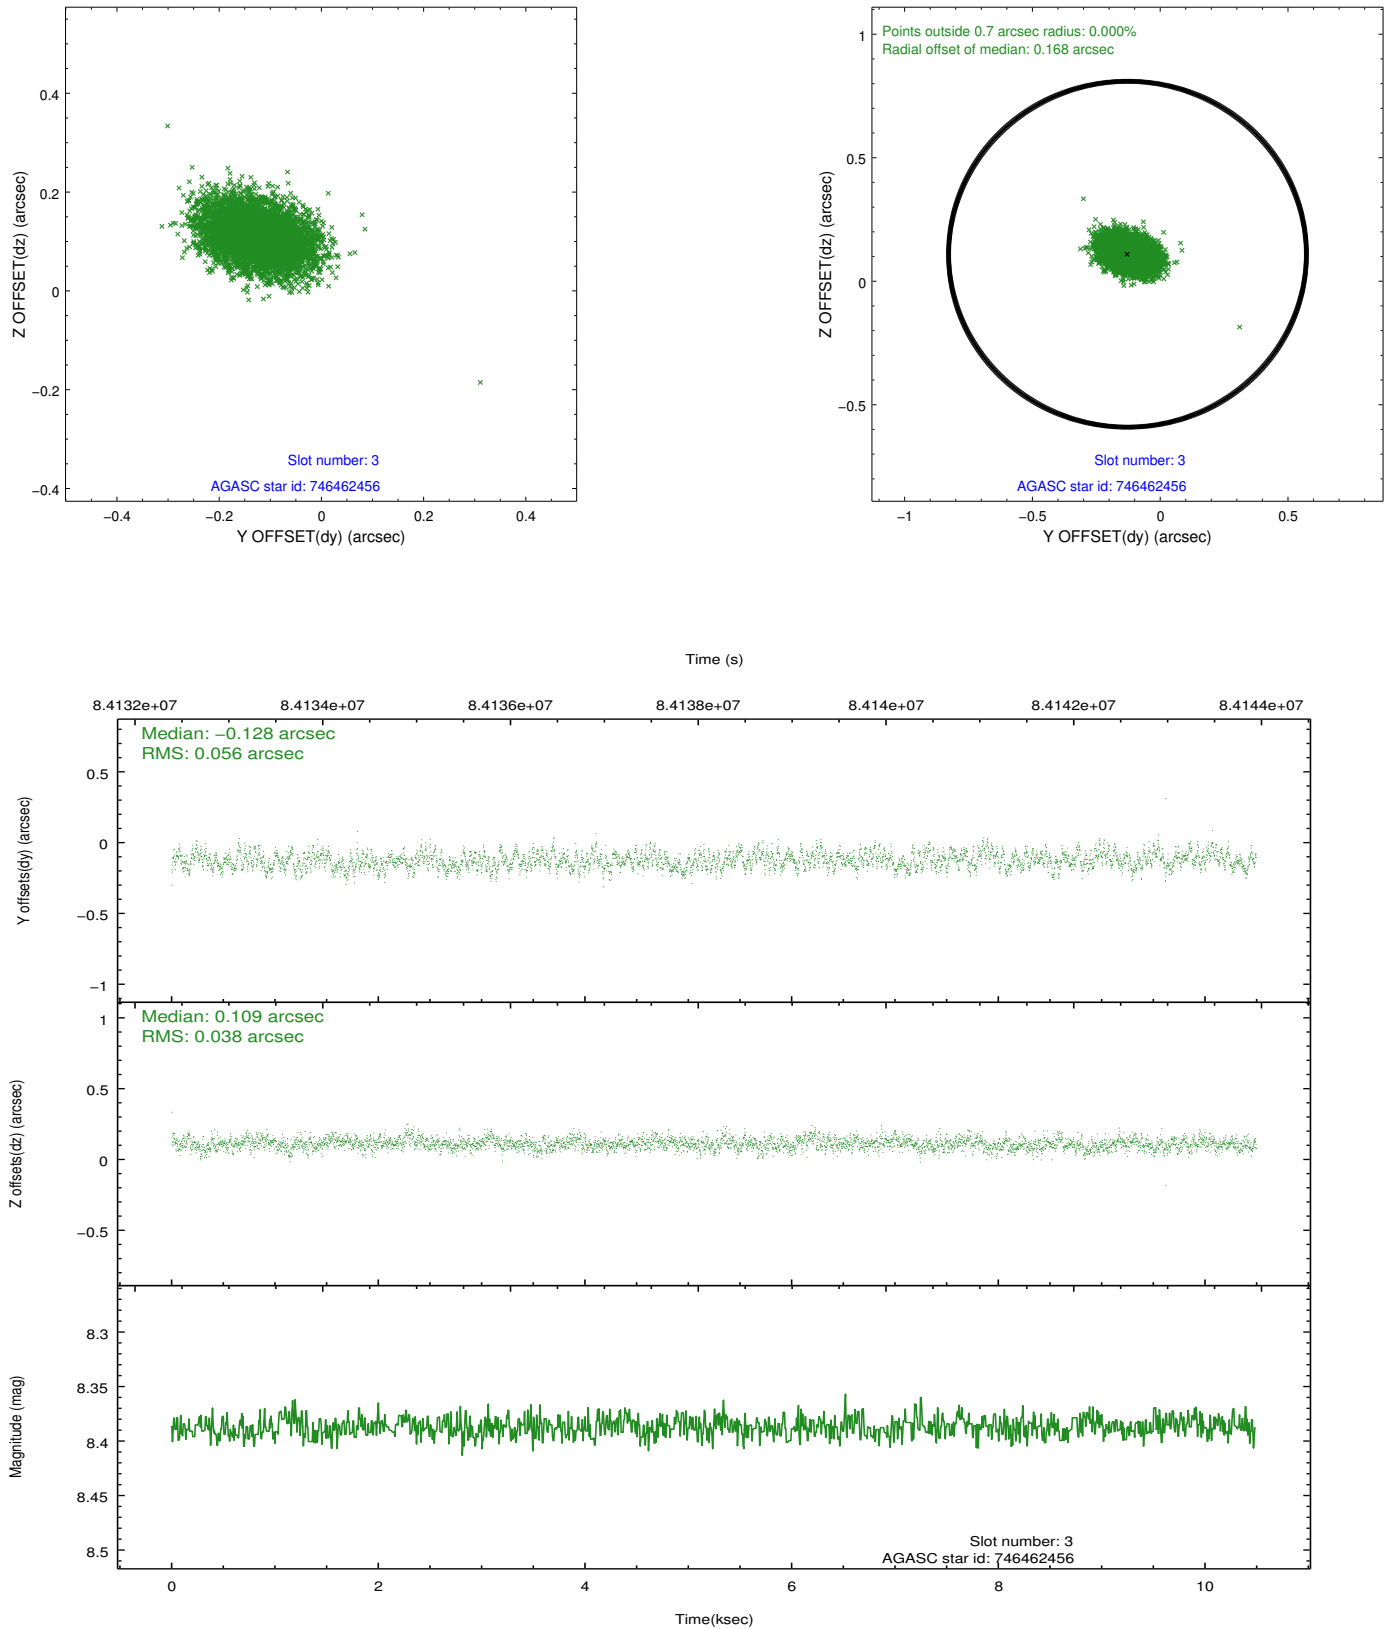 0.4
0.2
0
−0.2
−0.4
Z OFFSET(dz) (arcsec)
Slot number: 3
AGASC star id: 746462456
−0.4
−0.2
0
0.2
0.4
Y OFFSET(dy) (arcsec)
Points outside 0.7 arcsec radius: 0.000%
Radial offset of median: 0.168 arcsec
1
0.5
0
−0.5
Z OFFSET(dz) (arcsec)
Slot number: 3
AGASC star id: 746462456
−1
−0.5
0
0.5
Y OFFSET(dy) (arcsec)
Time (s)
8.4132e+07
8.4134e+07
8.4136e+07
8.4138e+07
8.414e+07
8.4142e+07
8.4144e+07
Median: −0.128 arcsec
RMS: 0.056 arcsec
0.5
0
−0.5
−1
Y offsets(dy) (arcsec)
Median: 0.109 arcsec
RMS: 0.038 arcsec
1
0.5
0
−0.5
Z offsets(dz) (arcsec)
8.3
8.35
8.4
8.45
8.5
Magnitude (mag)
Slot number: 3
AGASC star id: 746462456
0
2
4
6
8
10
Time(ksec)